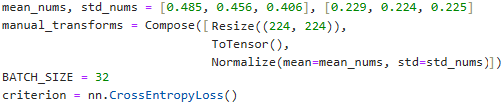 mean_nums, std_nums = [0.485, 0.456, 0.406], [0.229, 0.224, 0.225]
manual_transforms = Compose([ Resize((224, 224)),
ToTensor(),
Normalize(mean=mean_nums, std=std_nums)])
BATCH_SIZE = 32
criterion = nn.CrossEntropyLoss()